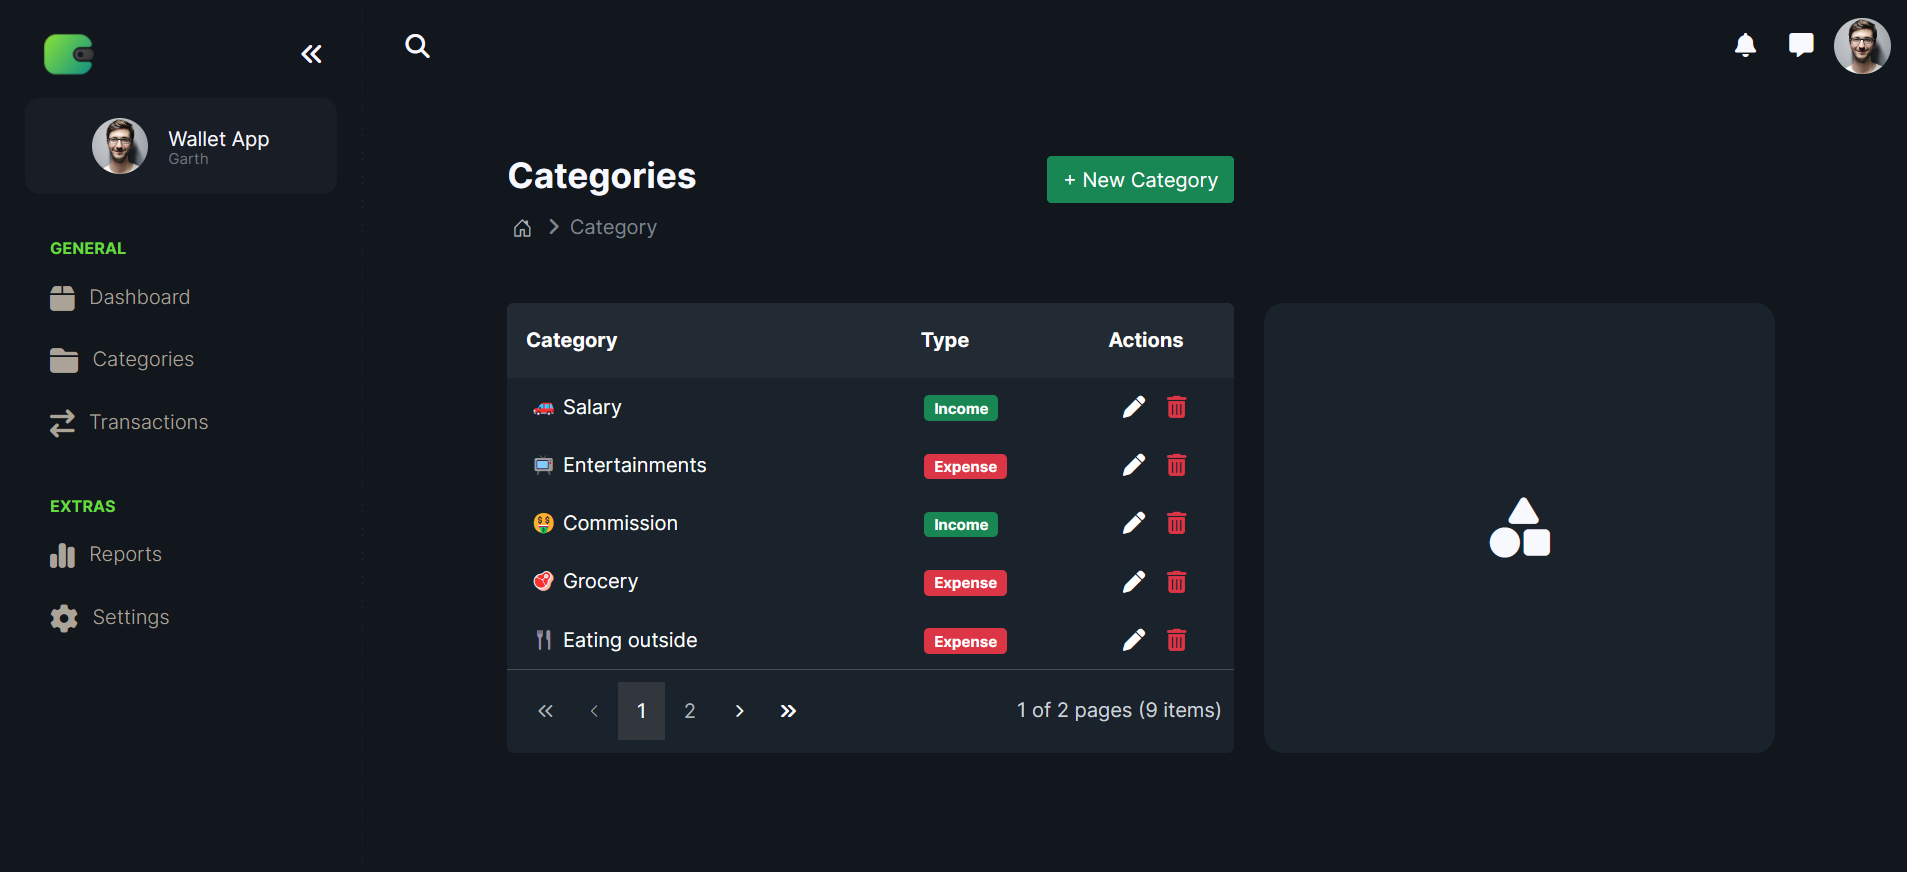 Wallet App
Garth
GENERAL
Dashboard
Categories
Transactions
EXTRAS
Reports
Settings
Categories
+ New Category
Category
Category Type Actions
Salary Income
Entertainments Expense
Commission Income
Grocery Expense
Eating outside Expense
« ‹ 1 2 › » 1 of 2 pages (9 items)